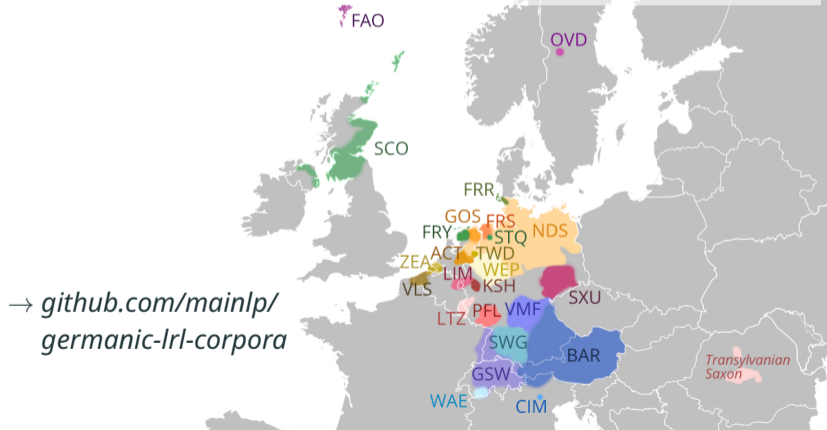 FAO
OVD
SCO
FRR
GOS
FRS
NDS
FRY
STQ
ACT
TWD
ZEA
WEP
LIM
KSH
VLS
SXU
→ github.com/mainlp/
germanic-lrl-corpora
LTZ
PFL
VMF
SWG
BAR
Transylvanian
Saxon
GSW
WAE
CIM